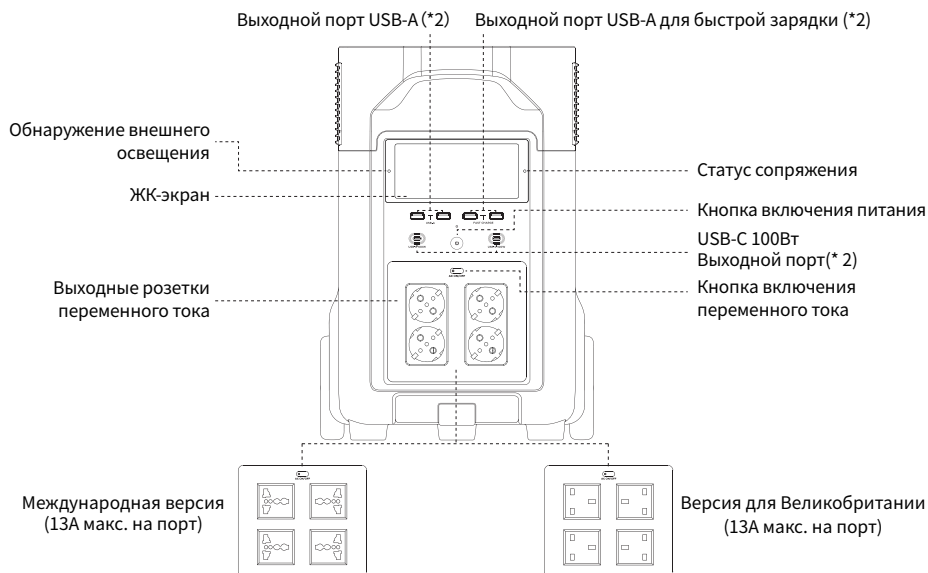 Выходной порт USB-A (*2)
Выходной порт USB-A для быстрой зарядки (*2)
Обнаружение внешнего
освещения
ЖК-экран
Статус сопряжения
Кнопка включения питания
USB-C 100Вт
Выходной порт(* 2)
Выходные розетки
переменного тока
Кнопка включения
переменного тока
Международная версия
(13А макс. на порт)
Версия для Великобритании
(13А макс. на порт)